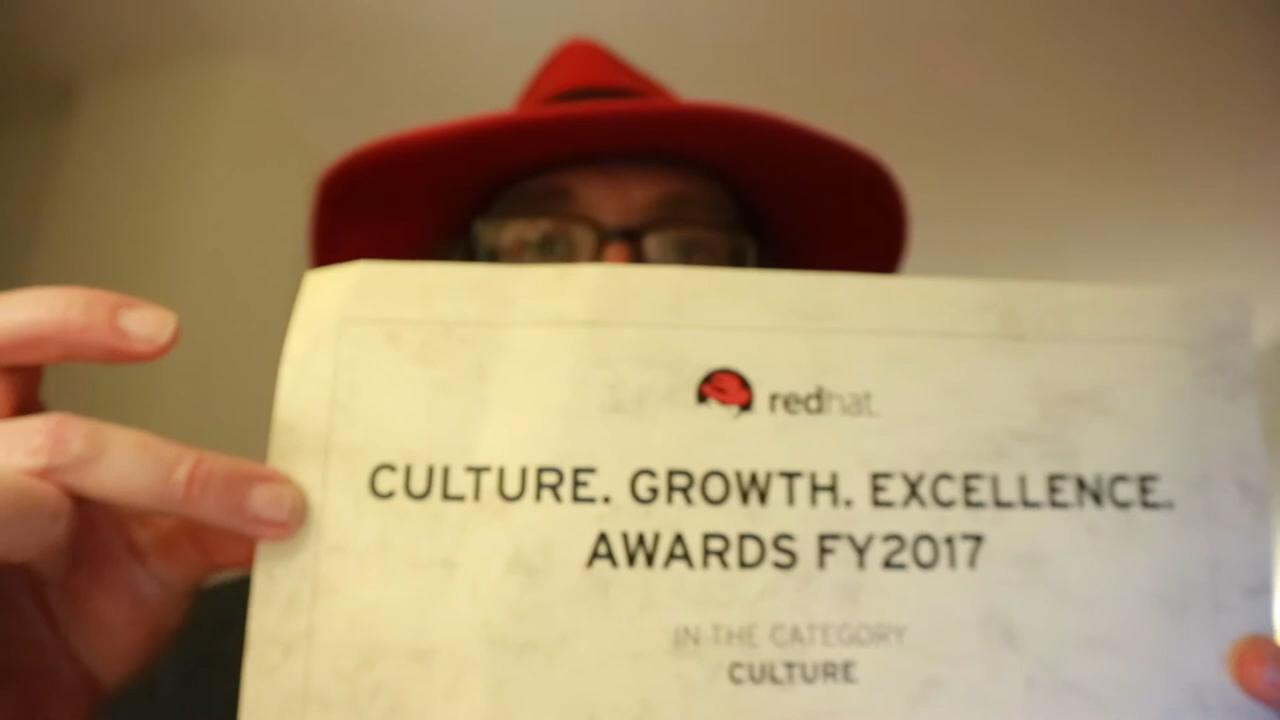 redhat.
CULTURE. GROWTH. EXCELLENCE.
AWARDS FY2017
IN THE CATEGORY
CULTURE